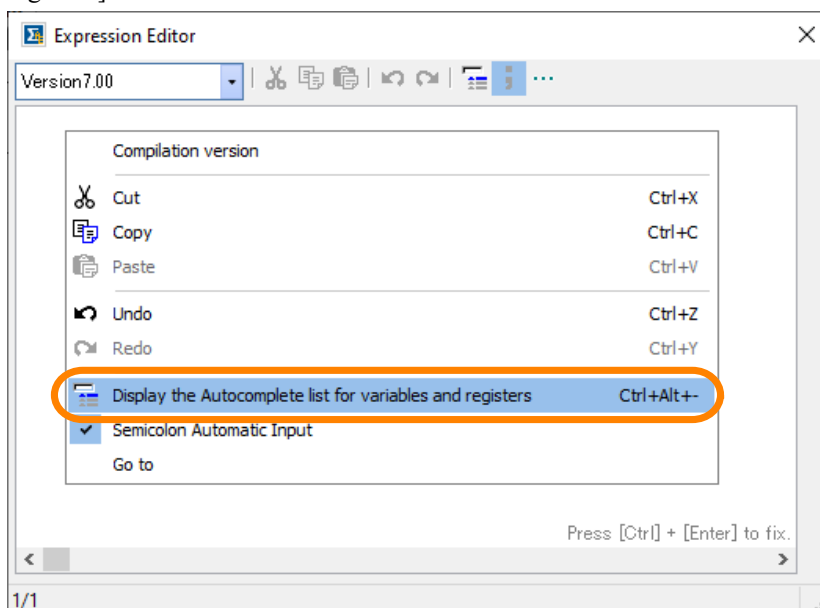 Expression Editor
Version7.00
Compilation version
Cut Ctrl+X
Copy Ctrl+C
Paste Ctrl+V
Undo Ctrl+Z
Redo Ctrl+Y
Display the Autocomplete list for variables and registers Ctrl+Alt+-
Semicolon Automatic Input
Go to
Press [Ctrl] + [Enter] to fix.
1/1